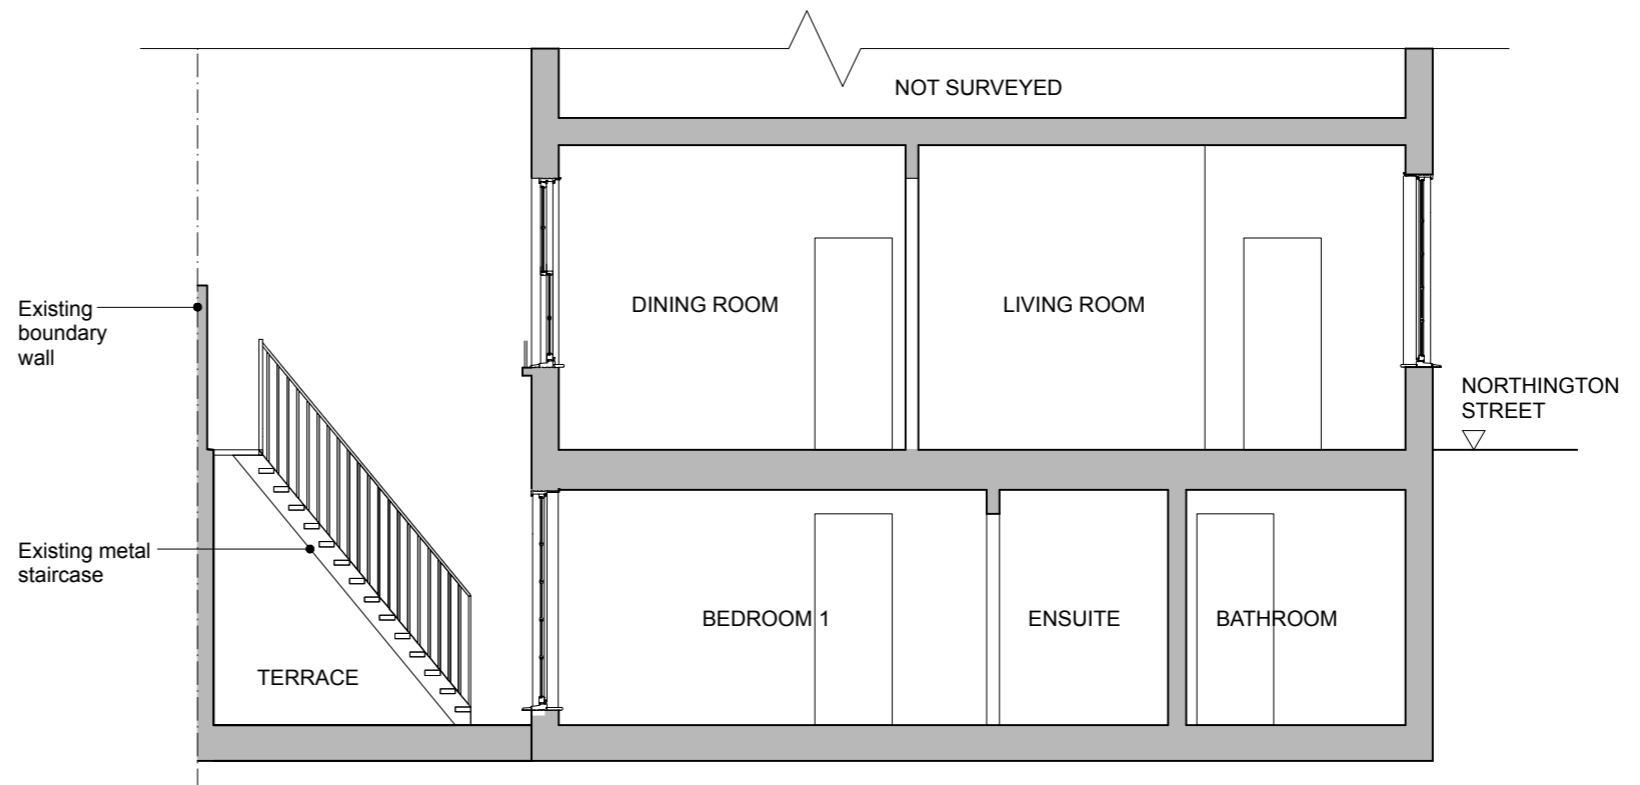 NOT SURVEYED
DINING ROOM
LIVING ROOM
Existing
boundary
wall
NORTHINGTON
STREET
Existing metal
staircase
BEDROOM 1
ENSUITE
BATHROOM
TERRACE